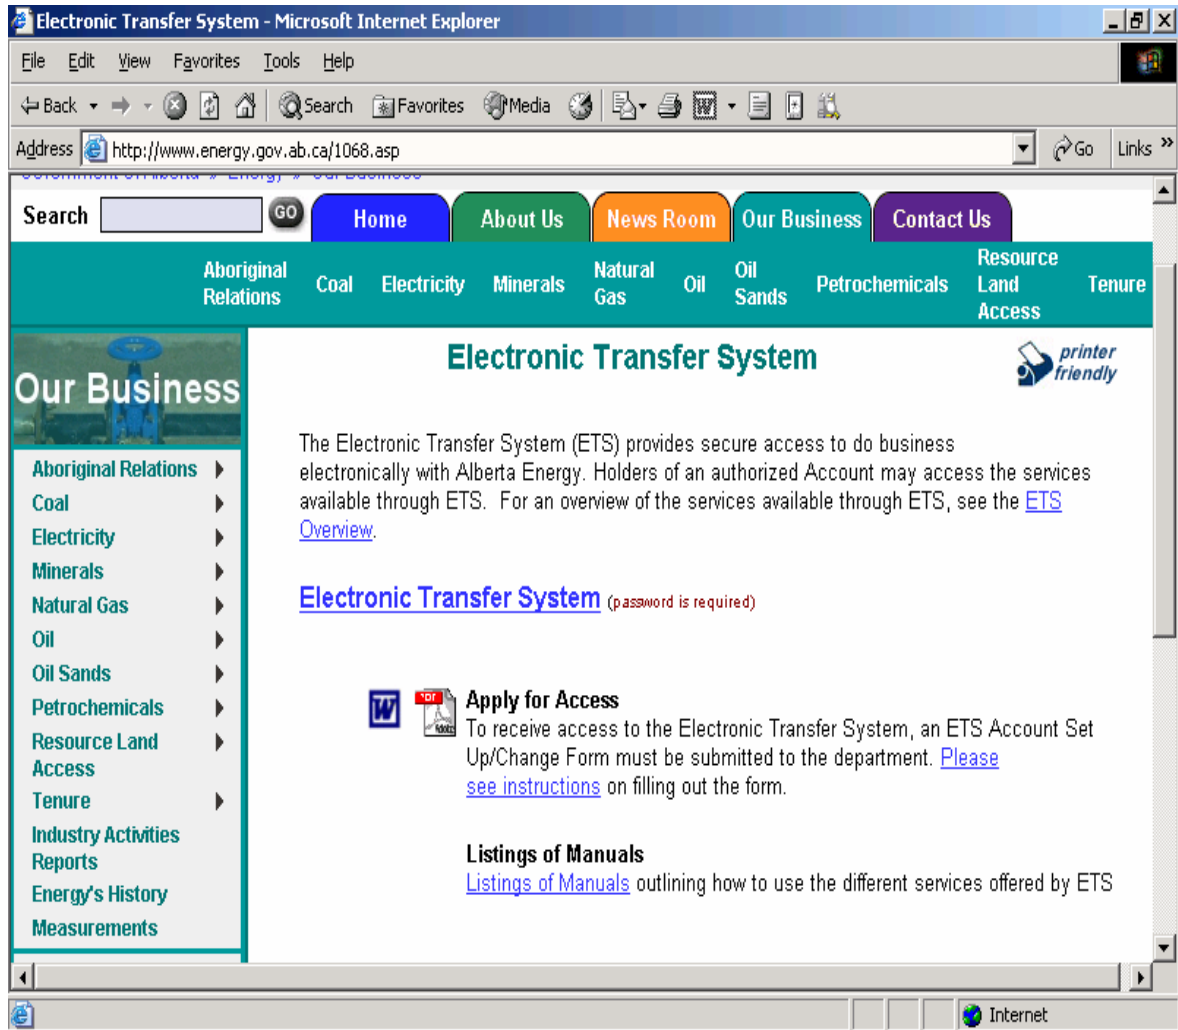 Electronic Transfer System - Microsoft Internet Explorer
File Edit View Favorites Tools Help
Back Search Favorites Media
Address http://www.energy.gov.ab.ca/1068.asp Go Links »
Government of Alberta » Energy » Our Business
Search GO Home About Us News Room Our Business Contact Us
Aboriginal Relations Coal Electricity Minerals Natural Gas Oil Oil Sands Petrochemicals Resource Land Access Tenure
Our Business
Aboriginal Relations
Coal
Electricity
Minerals
Natural Gas
Oil
Oil Sands
Petrochemicals
Resource Land
Access
Tenure
Industry Activities
Reports
Energy's History
Measurements
Electronic Transfer System
printer
friendly
The Electronic Transfer System (ETS) provides secure access to do business
electronically with Alberta Energy. Holders of an authorized Account may access the services
available through ETS. For an overview of the services available through ETS, see the ETS
Overview.
Electronic Transfer System (password is required)
W
Adobe
Apply for Access
To receive access to the Electronic Transfer System, an ETS Account Set
Up/Change Form must be submitted to the department. Please
see instructions on filling out the form.
Listings of Manuals
Listings of Manuals outlining how to use the different services offered by ETS
Internet